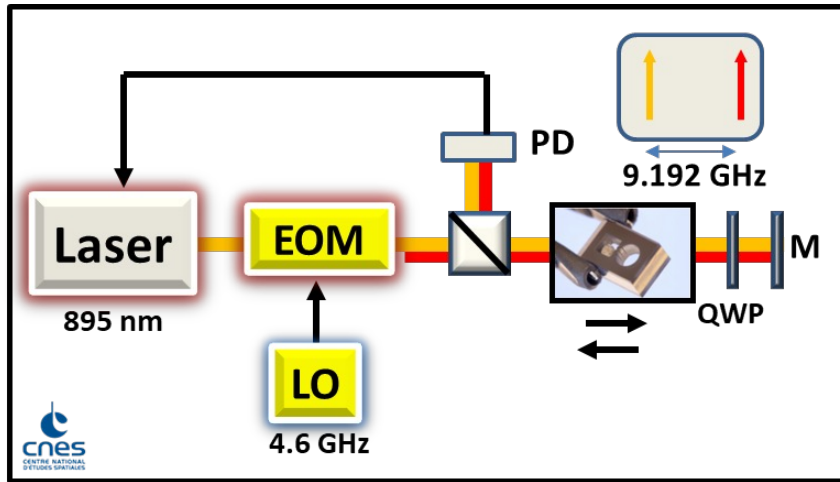 PD
9.192 GHz
Laser
EOM
M
895 nm
QWP
LO
4.6 GHz
cnes
CENTRE NATIONAL
D'ÉTUDES SPATIALES